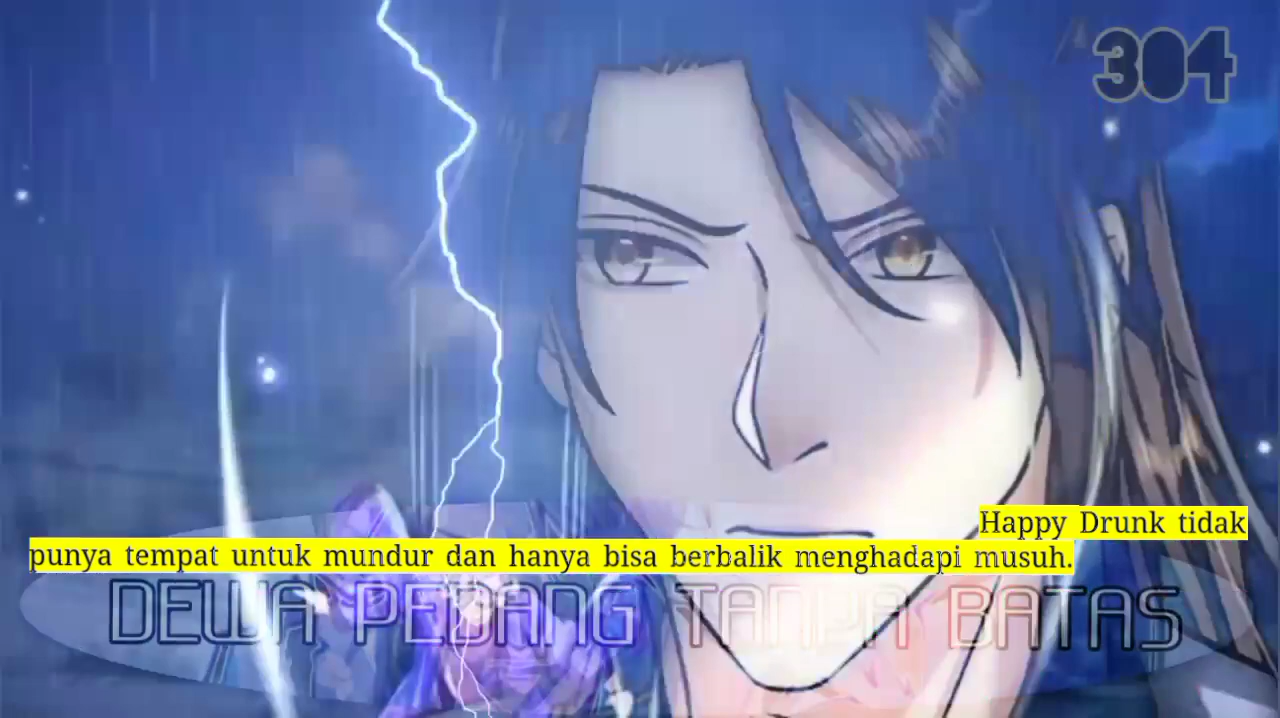 304
Happy Drunk tidak
punya tempat untuk mundur dan hanya bisa berbalik menghadapi musuh.
DEWA PEDANG TANPA BATAS